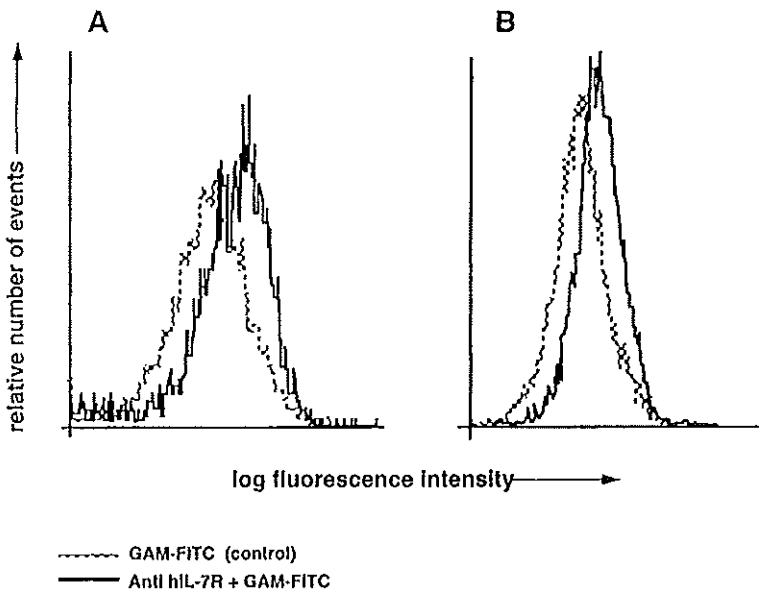 A
B
relative number of events
log fluorescence intensity
GAM-FITC (control)
Anti hIL-7R + GAM-FITC